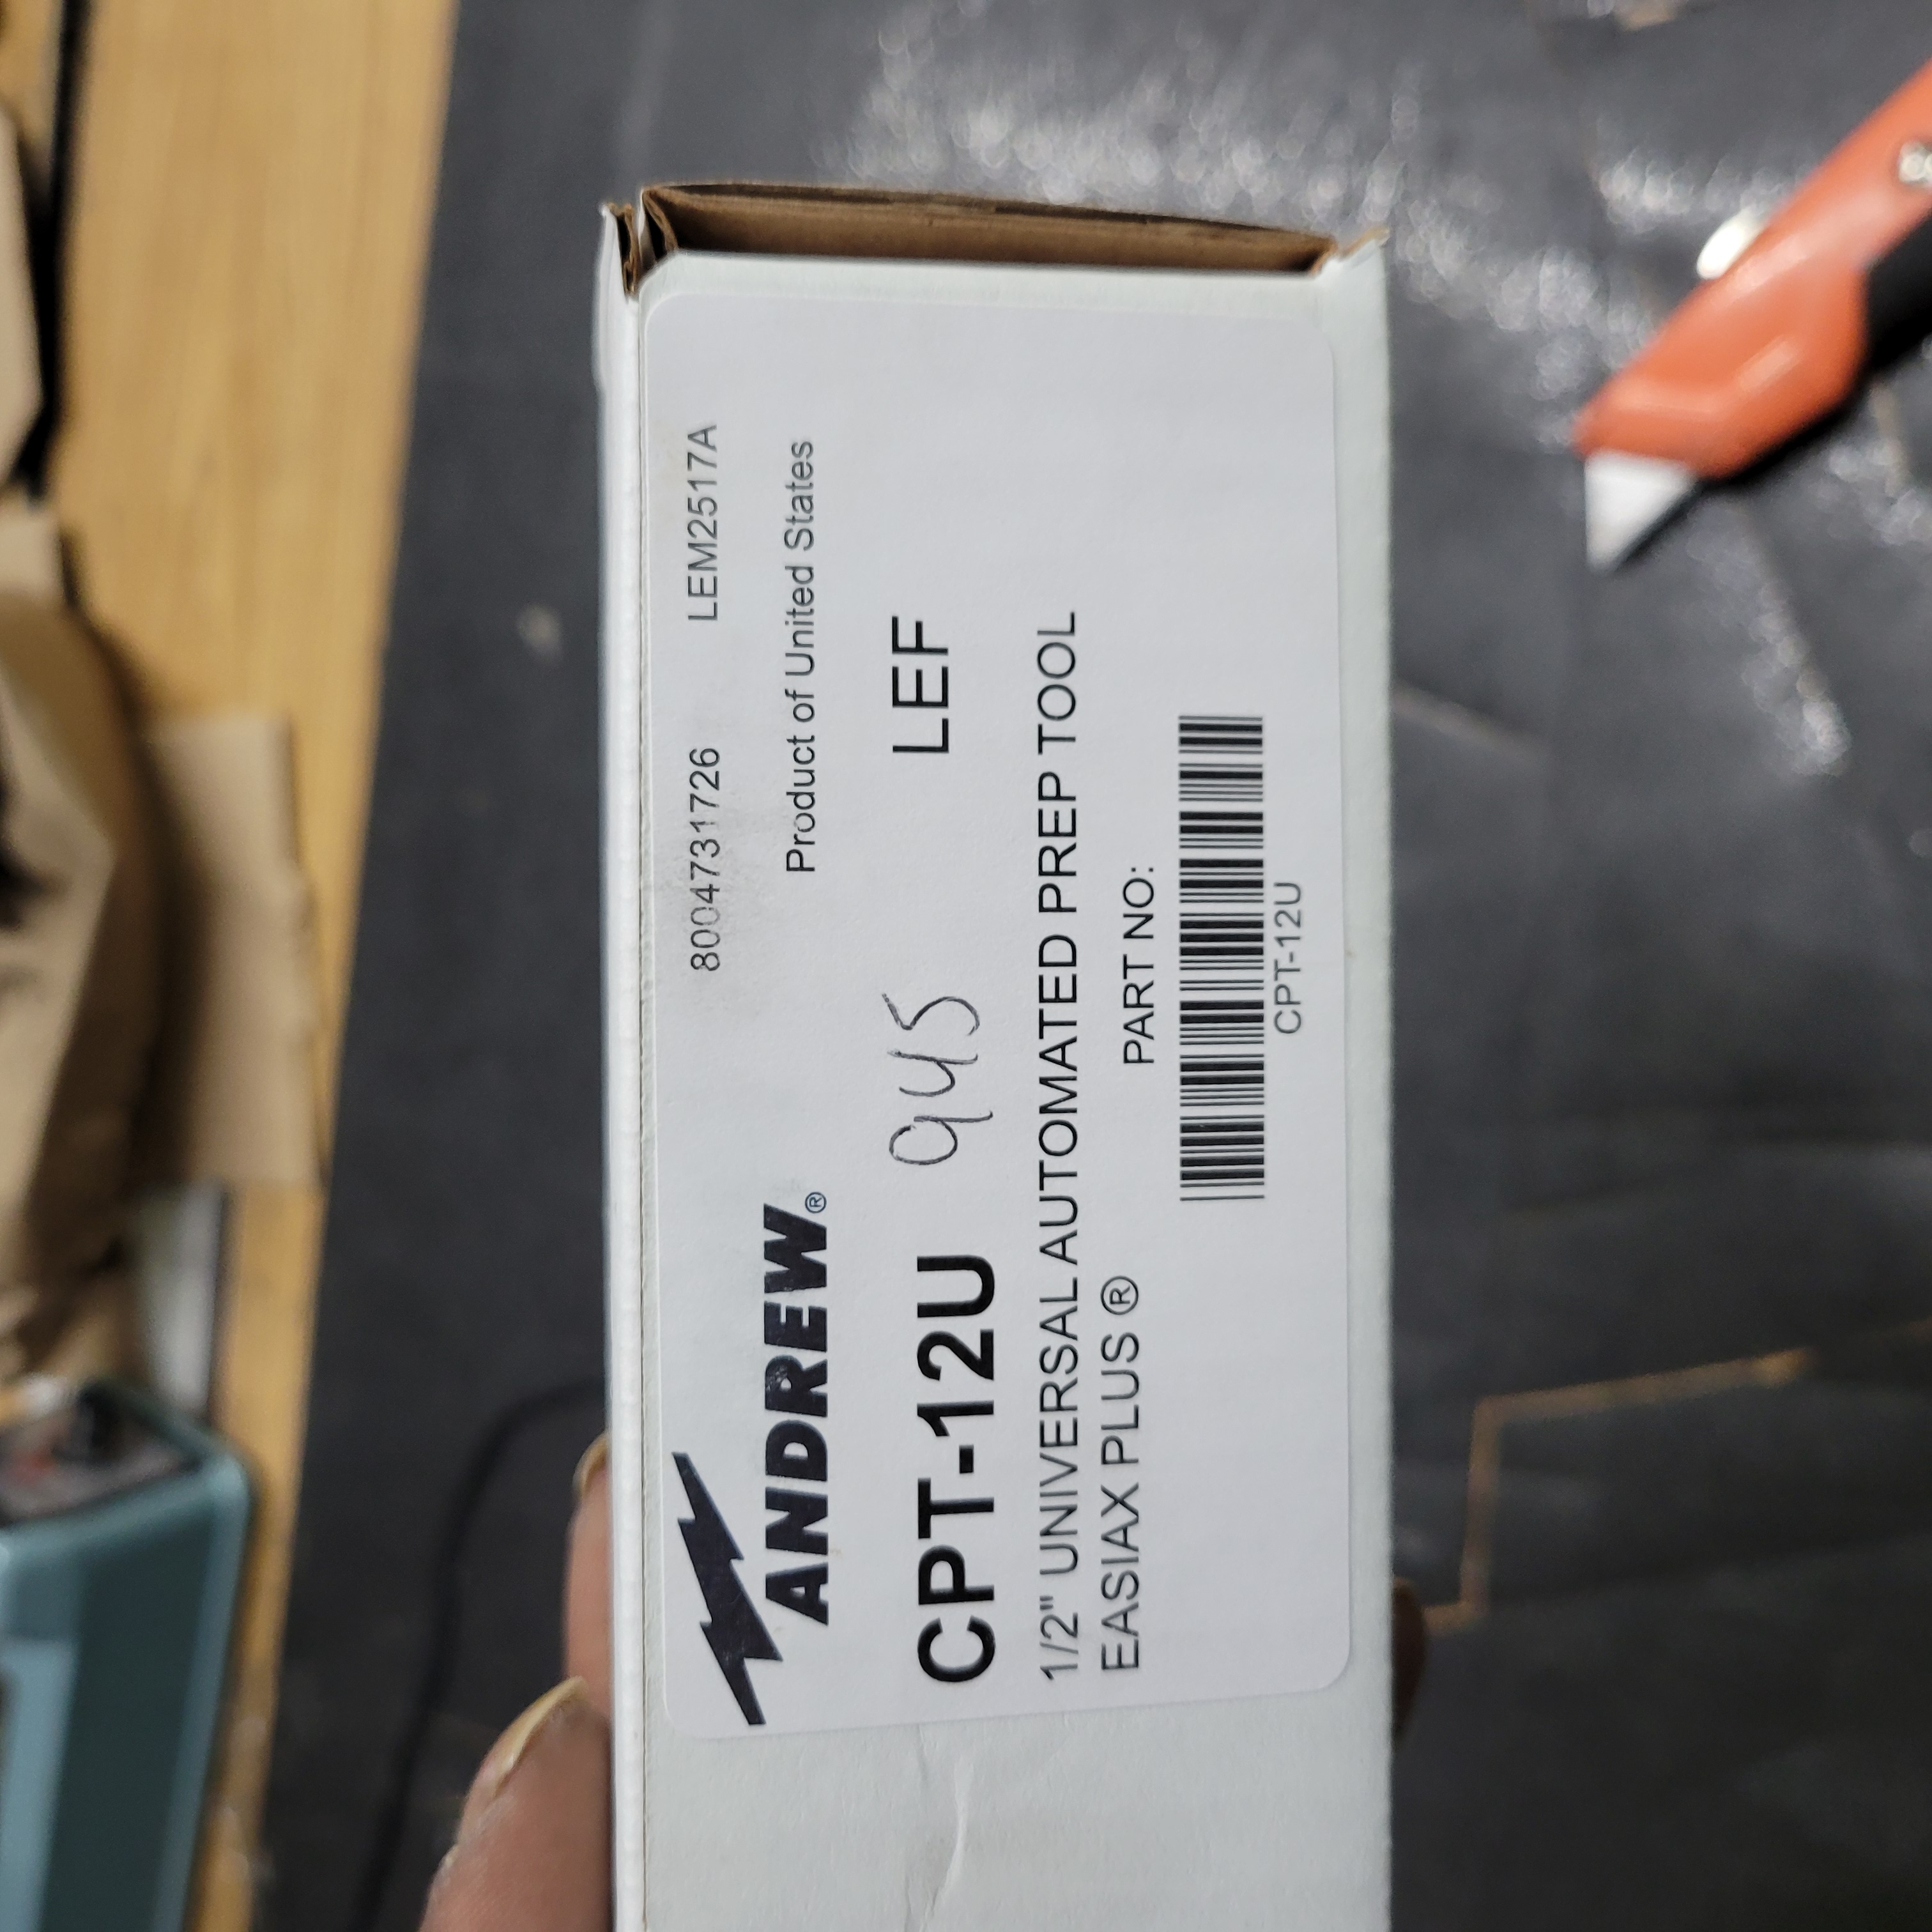 8004731726 LEM2517A
ANDREW®
Product of United States
CPT-12U 945 LEF
1/2" UNIVERSAL AUTOMATED PREP TOOL
EASIAX PLUS ®
PART NO:
CPT-12U